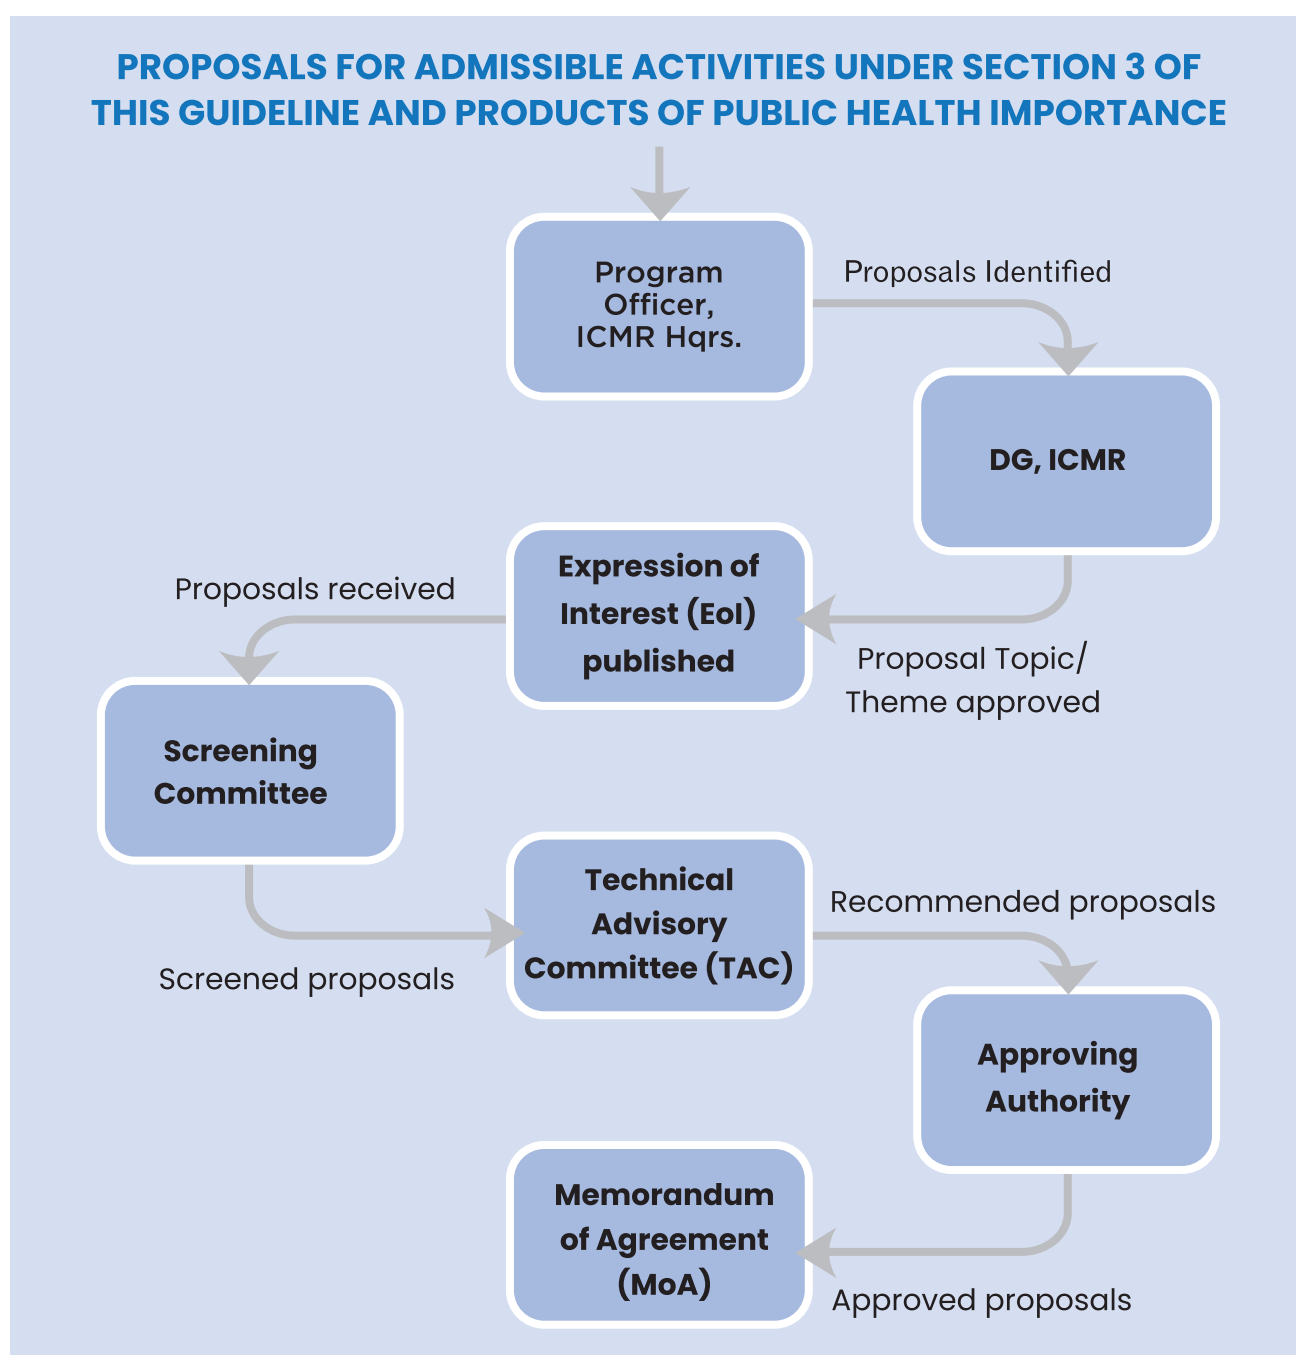 PROPOSALS FOR ADMISSIBLE ACTIVITIES UNDER SECTION 3 OF
THIS GUIDELINE AND PRODUCTS OF PUBLIC HEALTH IMPORTANCE
Program
Officer,
ICMR Hqrs.
Proposals Identified
DG, ICMR
Proposal Topic/
Theme approved
Expression of
Interest (EoI)
published
Proposals received
Screening
Committee
Screened proposals
Technical
Advisory
Committee (TAC)
Recommended proposals
Approving
Authority
Approved proposals
Memorandum
of Agreement
(MoA)